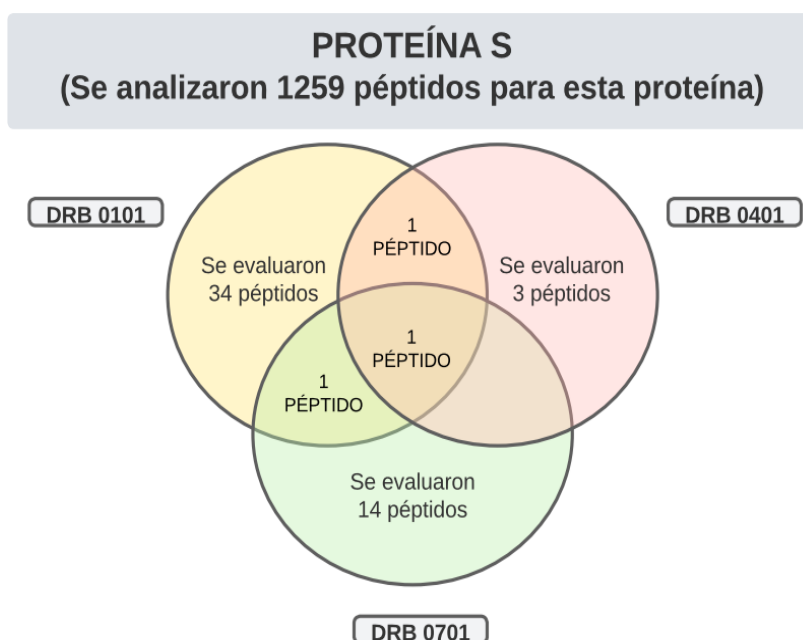 PROTEÍNA S
(Se analizaron 1259 péptidos para esta proteína)
DRB 0101
DRB 0401
1
PÉPTIDO
Se evaluaron
34 péptidos
Se evaluaron
3 péptidos
1
PÉPTIDO
1
PÉPTIDO
Se evaluaron
14 péptidos
DRB 0701